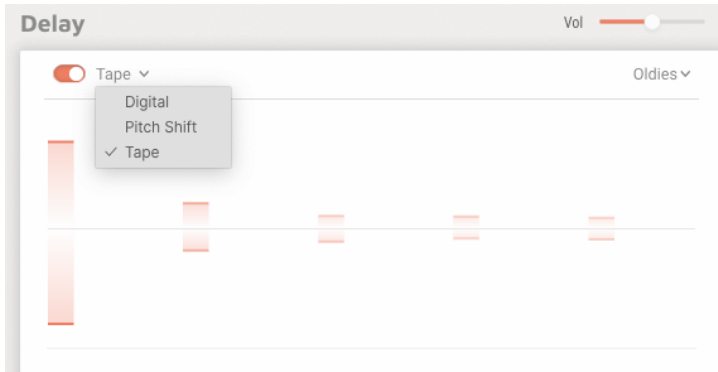 Delay
Vol
Tape
Oldies
Digital
Pitch Shift
Tape